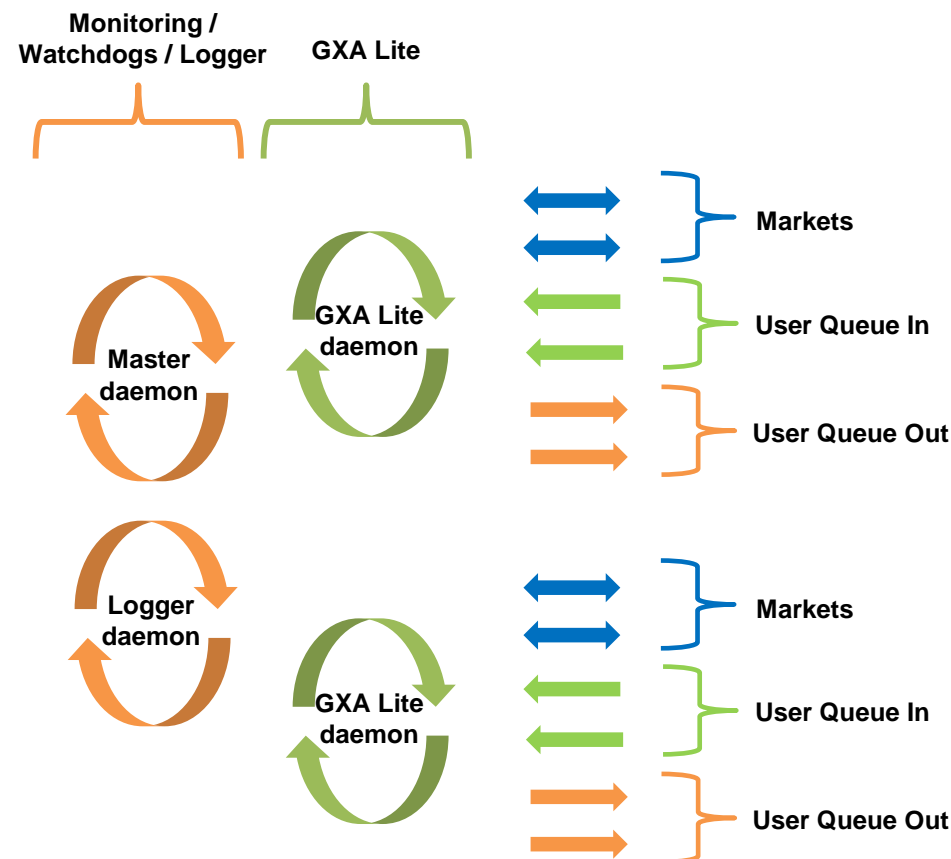 Monitoring /
Watchdogs / Logger
GXA Lite
Markets
User Queue In
User Queue Out
GXA Lite
daemon
Master
daemon
Logger
daemon
GXA Lite
daemon
Markets
User Queue In
User Queue Out